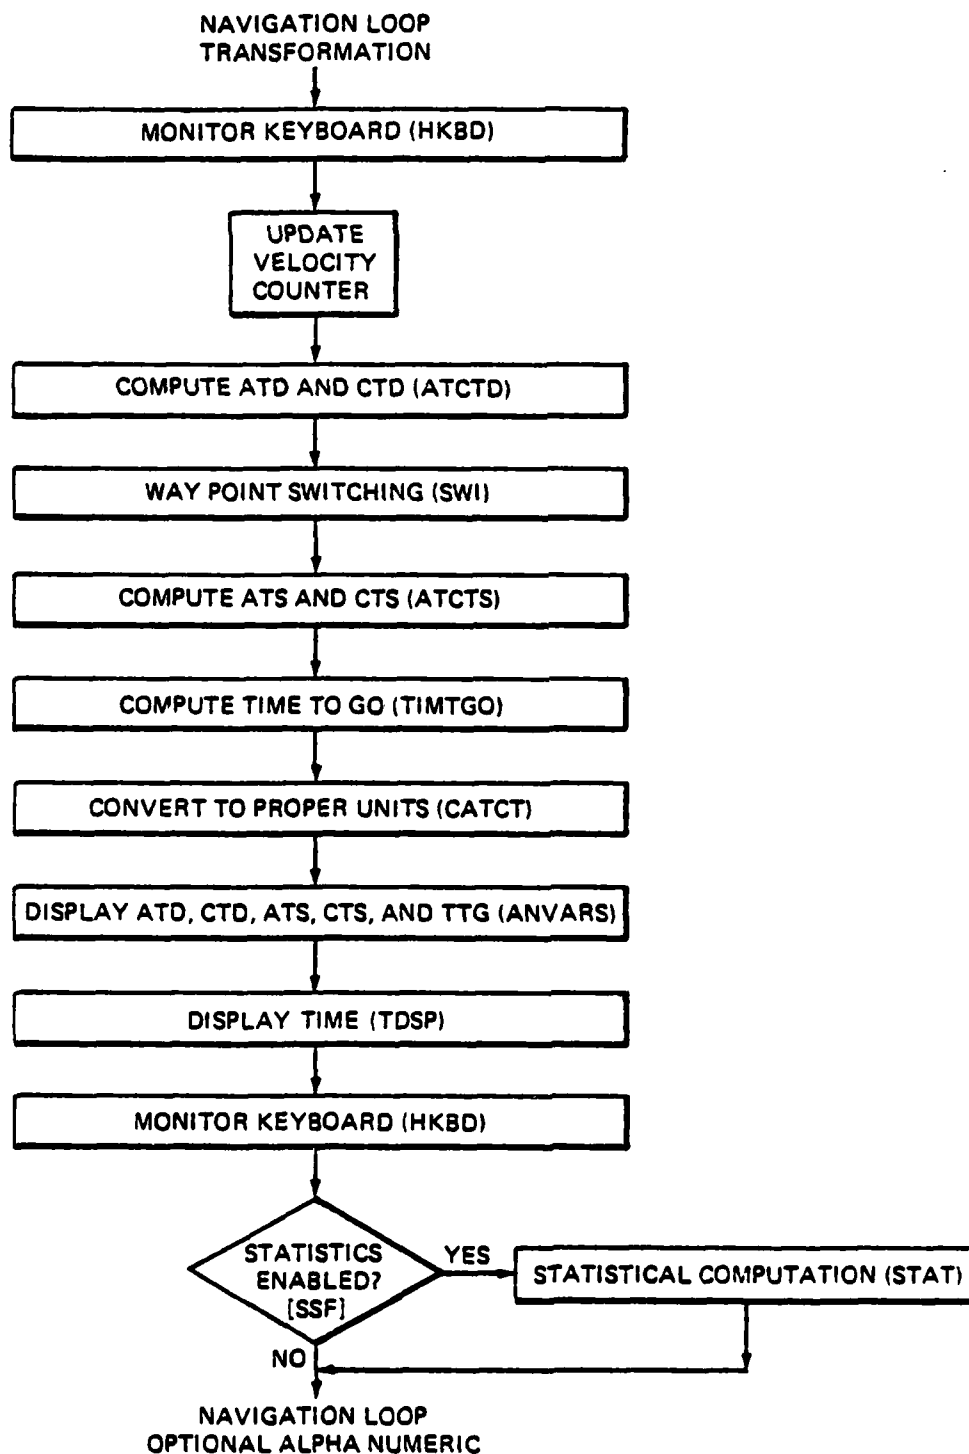 NAVIGATION LOOP
TRANSFORMATION
MONITOR KEYBOARD (HKBD)
UPDATE
VELOCITY
COUNTER
COMPUTE ATD AND CTD (ATCTD)
WAY POINT SWITCHING (SWI)
COMPUTE ATS AND CTS (ATCTS)
COMPUTE TIME TO GO (TIMTGO)
CONVERT TO PROPER UNITS (CATCT)
DISPLAY ATD, CTD, ATS, CTS, AND TTG (ANVARS)
DISPLAY TIME (TDSP)
MONITOR KEYBOARD (HKBD)
STATISTICS
ENABLED?
[SSF]
YES
STATISTICAL COMPUTATION (STAT)
NO
NAVIGATION LOOP
OPTIONAL ALPHA NUMERIC